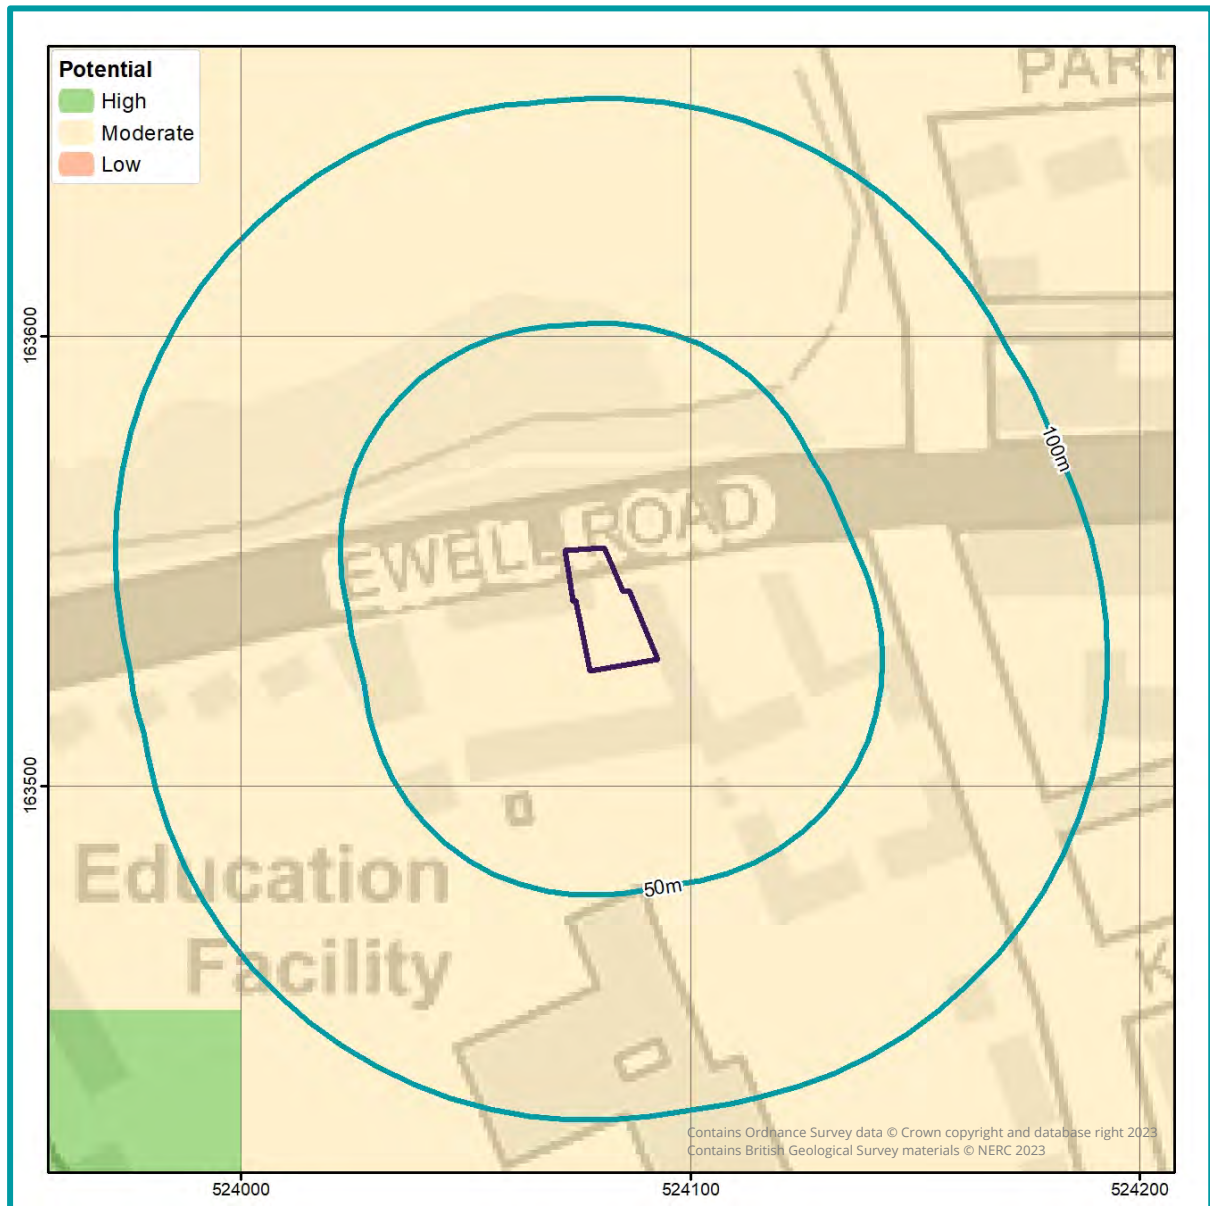 Potential
High
Moderate
Low
PARK
163600
100m
EWELL ROAD
163500
50m
Education
Facility
K
Contains Ordnance Survey data © Crown copyright and database right 2023
Contains British Geological Survey materials © NERC 2023
524000
524100
524200